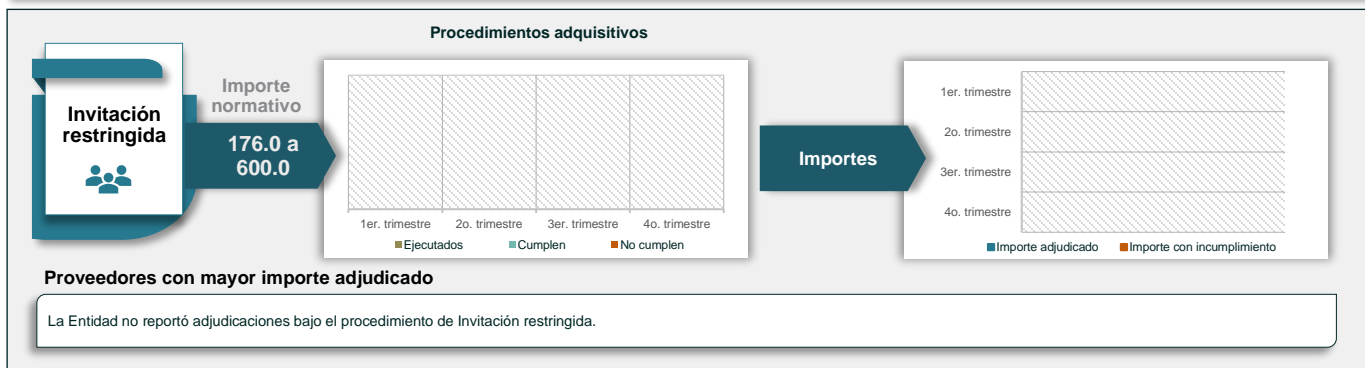 Procedimientos adquisitivos
Invitación
restringida
Importe
normativo
176.0 a
600.0
1er. trimestre 2o. trimestre 3er. trimestre 4o. trimestre
Ejecutados Cumplen No cumplen
Importes
1er. trimestre
2o. trimestre
3er. trimestre
4o. trimestre
Importe adjudicado Importe con incumplimiento
Proveedores con mayor importe adjudicado
La Entidad no reportó adjudicaciones bajo el procedimiento de Invitación restringida.